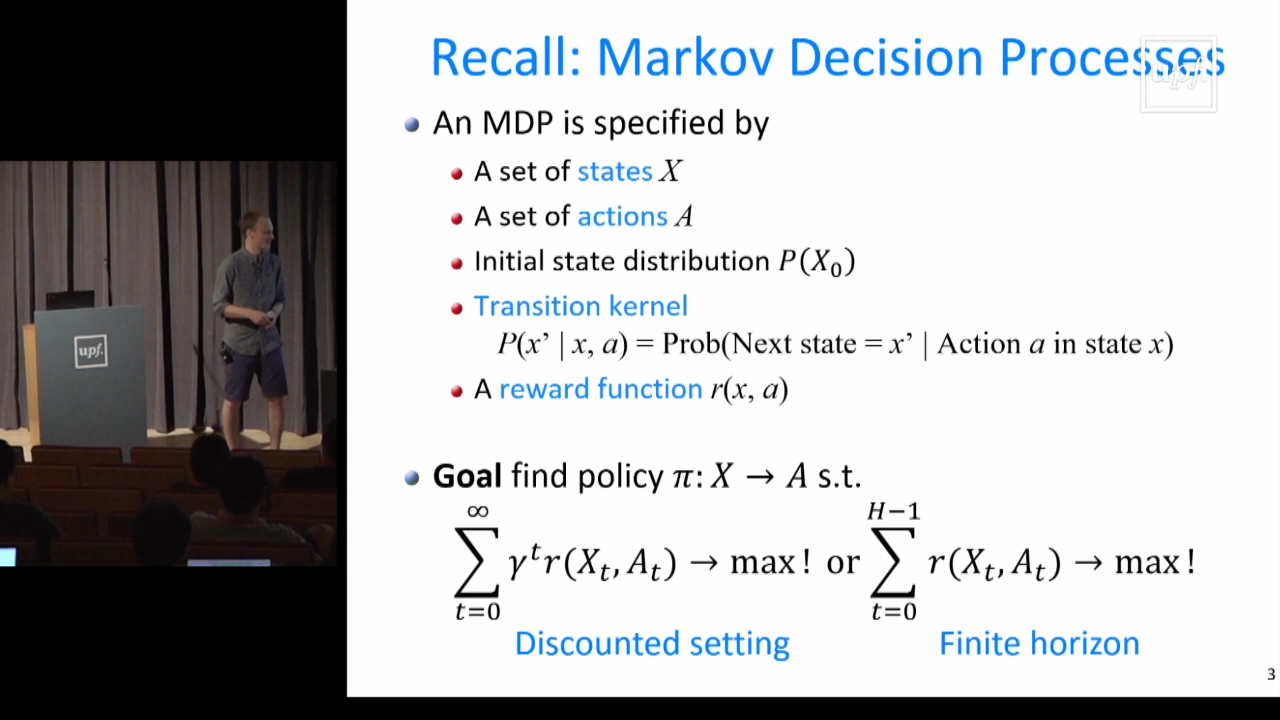 Recall: Markov Decision Processes
upf.
An MDP is specified by
A set of states X
A set of actions A
Initial state distribution P(X₀)
Transition kernel
P(x’ | x, a) = Prob(Next state = x’ | Action a in state x)
A reward function r(x, a)
Goal find policy π: X → A s.t.
∑_{t=0}^{∞} γᵗr(Xₜ, Aₜ) → max! or ∑_{t=0}^{H−1} r(Xₜ, Aₜ) → max!
Discounted setting Finite horizon
3
upf.